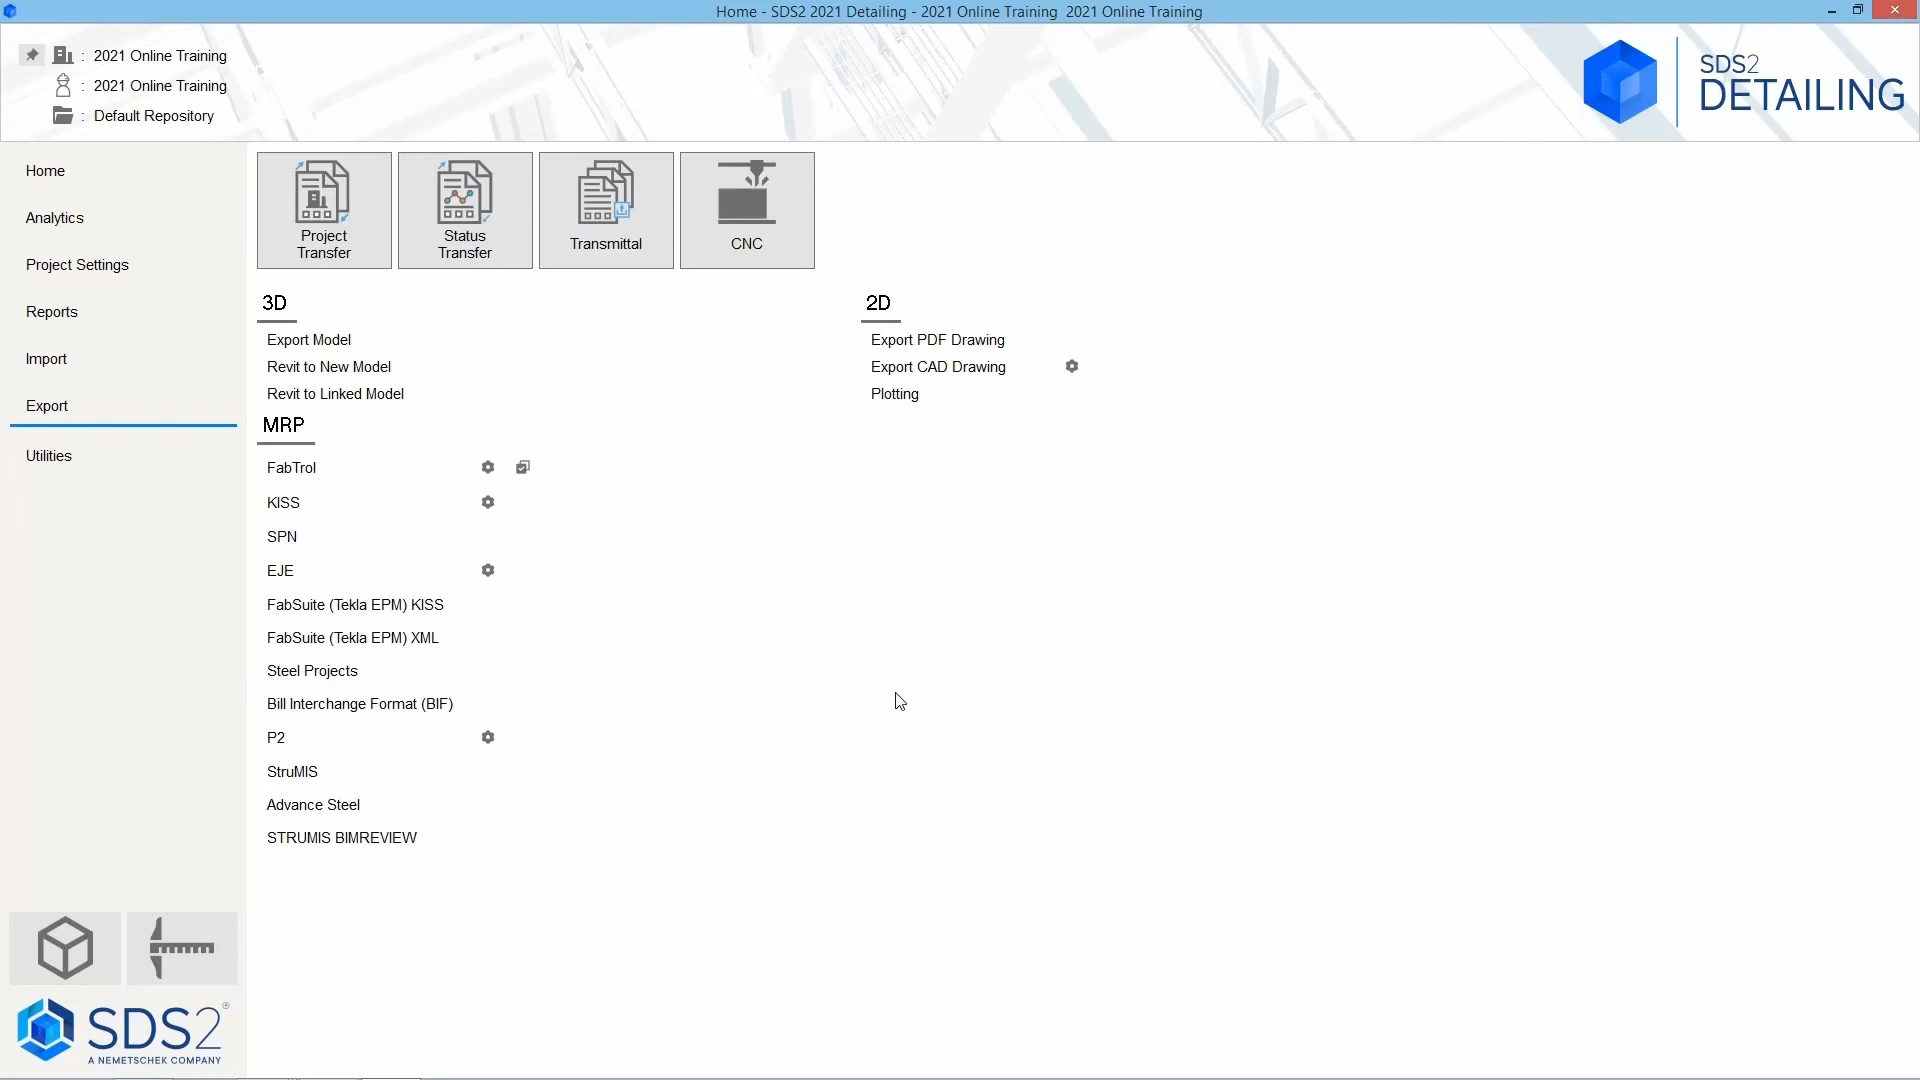 Home - SDS2 2021 Detailing - 2021 Online Training 2021 Online Training
: 2021 Online Training
: 2021 Online Training
: Default Repository
SDS2
DETAILING
Home
Analytics
Project Settings
Reports
Import
Export
Utilities
Project
Transfer
Status
Transfer
Transmittal
CNC
3D
Export Model
Revit to New Model
Revit to Linked Model
2D
Export PDF Drawing
Export CAD Drawing
Plotting
MRP
FabTrol
KISS
SPN
EJE
FabSuite (Tekla EPM) KISS
FabSuite (Tekla EPM) XML
Steel Projects
Bill Interchange Format (BIF)
P2
StruMIS
Advance Steel
STRUMIS BIMREVIEW
SDS2®
A NEMETSCHEK COMPANY